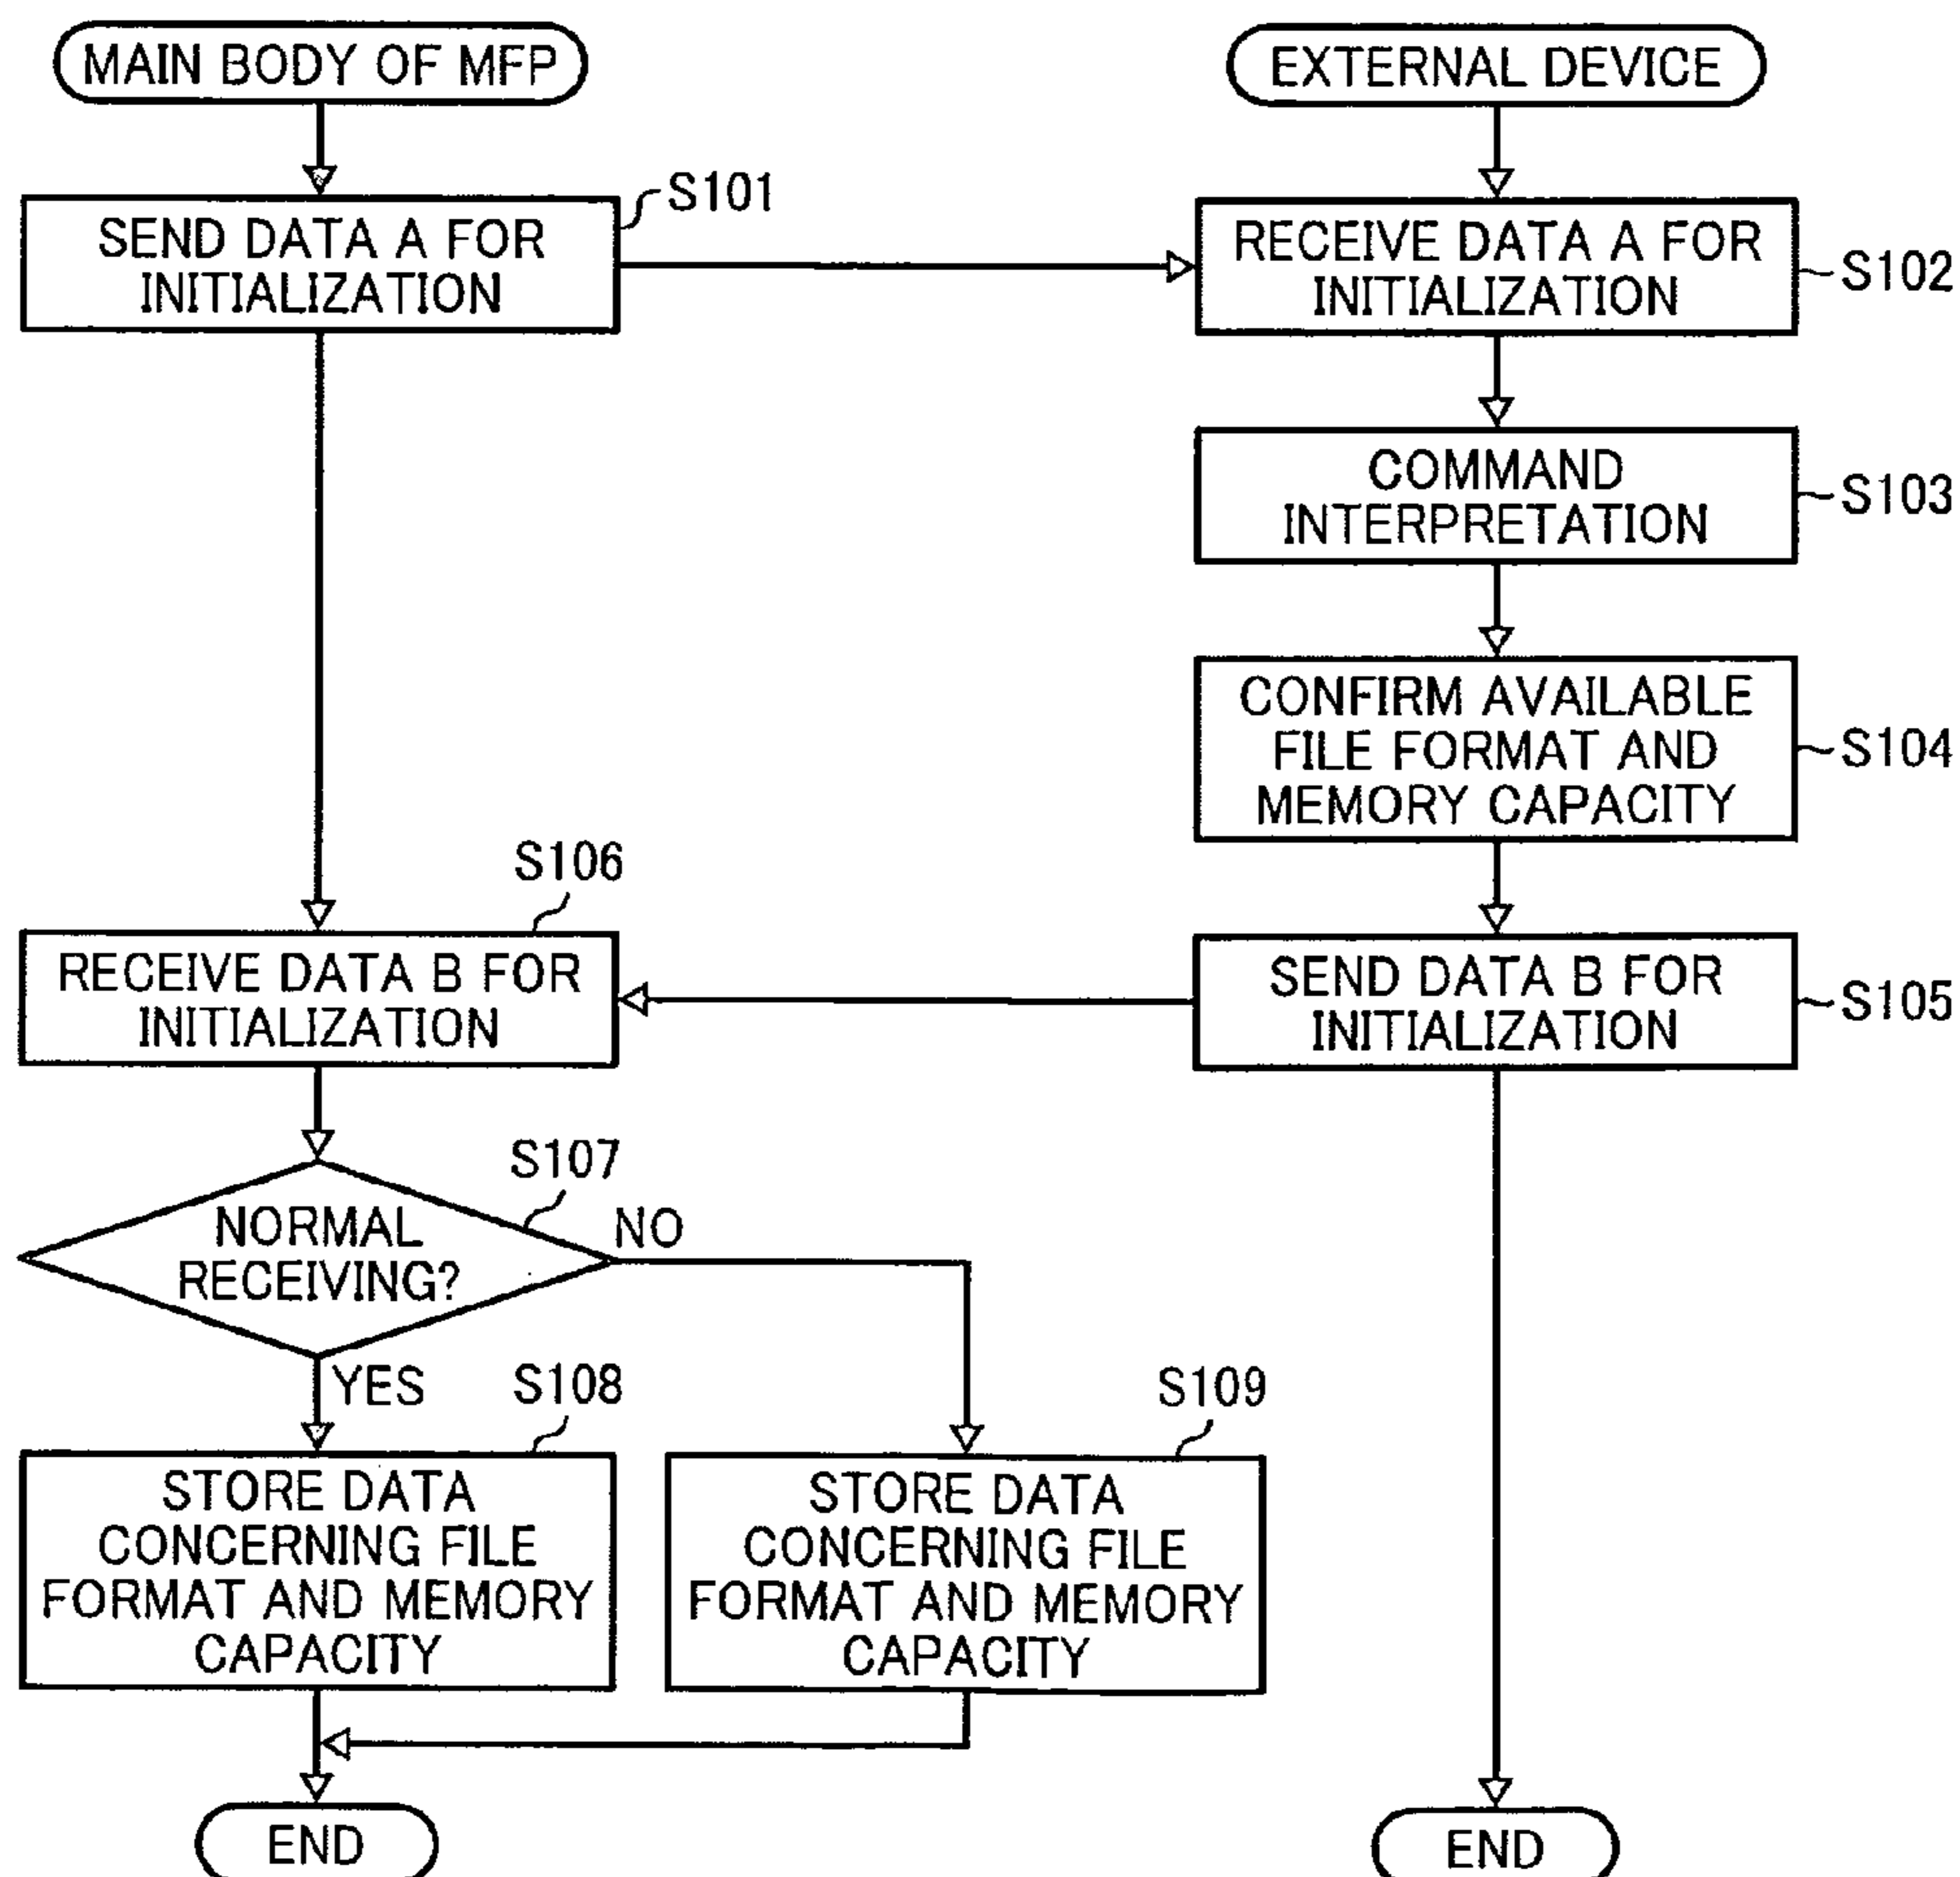 MAIN BODY OF MFP
EXTERNAL DEVICE
S101
SEND DATA A FOR
INITIALIZATION
RECEIVE DATA A FOR
INITIALIZATION
S102
COMMAND
INTERPRETATION
S103
CONFIRM AVAILABLE
FILE FORMAT AND
MEMORY CAPACITY
S104
S106
RECEIVE DATA B FOR
INITIALIZATION
SEND DATA B FOR
INITIALIZATION
S105
S107
NORMAL
RECEIVING?
NO
YES
S108
STORE DATA
CONCERNING FILE
FORMAT AND MEMORY
CAPACITY
S109
STORE DATA
CONCERNING FILE
FORMAT AND MEMORY
CAPACITY
END
END